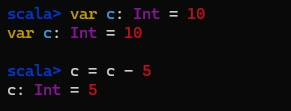 scala> var c: Int = 10
var c: Int = 10
scala> c = c - 5
c: Int = 5